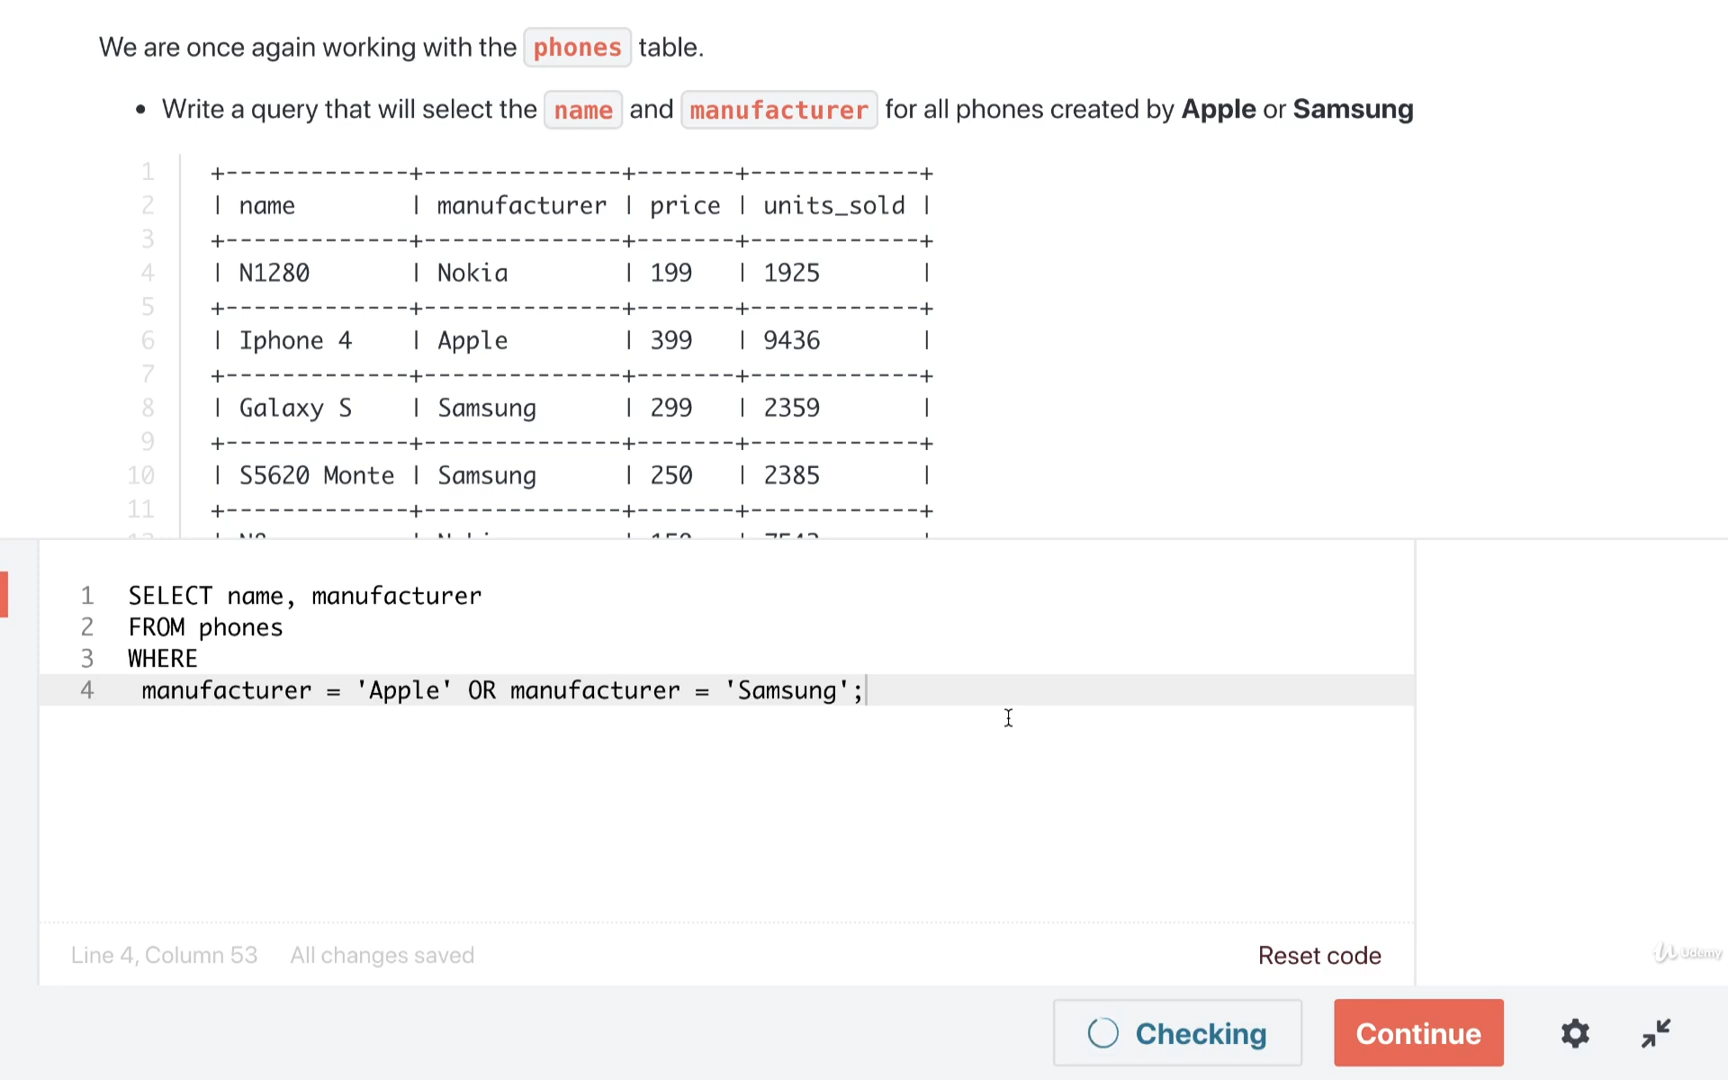 We are once again working with the phones table.
• Write a query that will select the name and manufacturer for all phones created by Apple or Samsung
1 +-------------+--------------+-------+------------+
2 | name | manufacturer | price | units_sold |
3 +-------------+--------------+-------+------------+
4 | N1280 | Nokia | 199 | 1925 |
5 +-------------+--------------+-------+------------+
6 | Iphone 4 | Apple | 399 | 9436 |
7 +-------------+--------------+-------+------------+
8 | Galaxy S | Samsung | 299 | 2359 |
9 +-------------+--------------+-------+------------+
10 | S5620 Monte | Samsung | 250 | 2385 |
11 +-------------+--------------+-------+------------+
1 SELECT name, manufacturer
2 FROM phones
3 WHERE
4 manufacturer = 'Apple' OR manufacturer = 'Samsung';
Line 4, Column 53 All changes saved Reset code
Udemy
Checking Continue